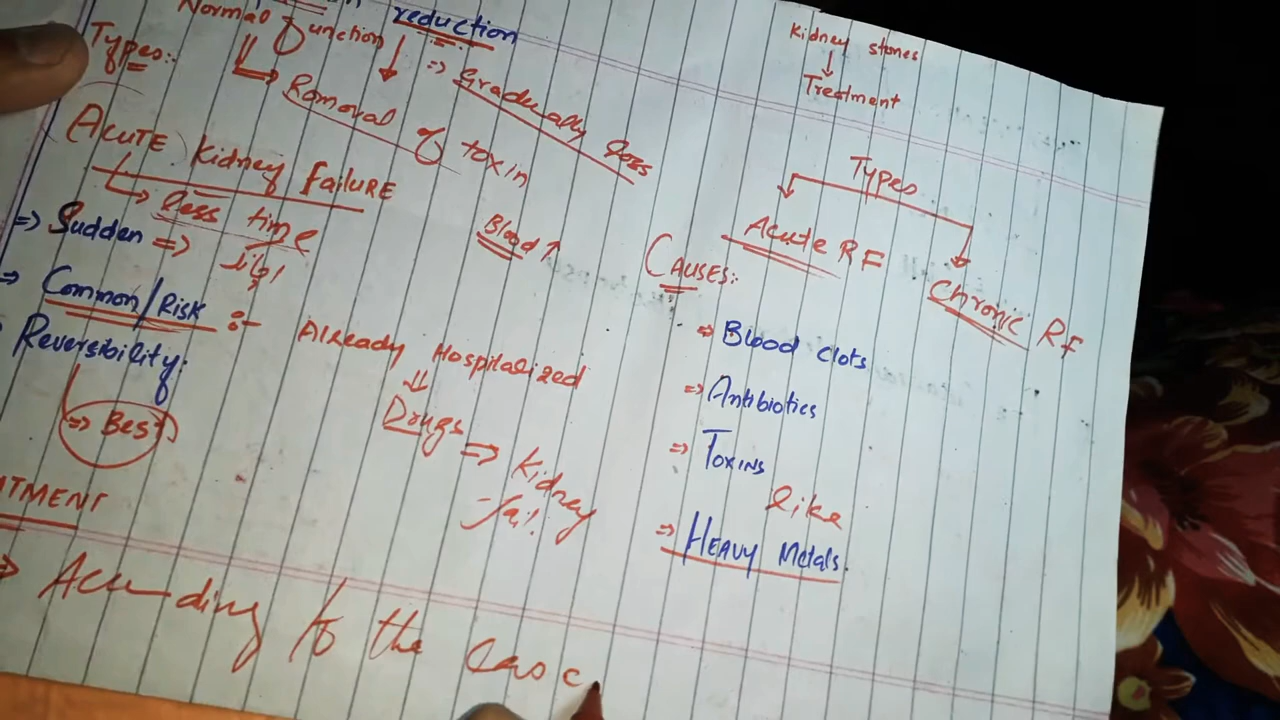 reduction
Normal Function
Types:
Removal of toxin
⇒ Gradually loss
Kidney stones
↓
Treatment
(ACUTE) Kidney FAILURE
↳ less time
⇒ Sudden ⇒
Blood ↑
⇒ Common/RISK :-
Already Hospitalized
⇓
Drugs ⇒ Kidney fail
Reversibility:
⇒ Best
TMENT
⇒ According to the cas
Types
Acute RF
Chronic RF
CAUSES:-
⇒ Blood clots
⇒ Antibiotics
⇒ Toxins
like
⇒ HEAVY Metals.